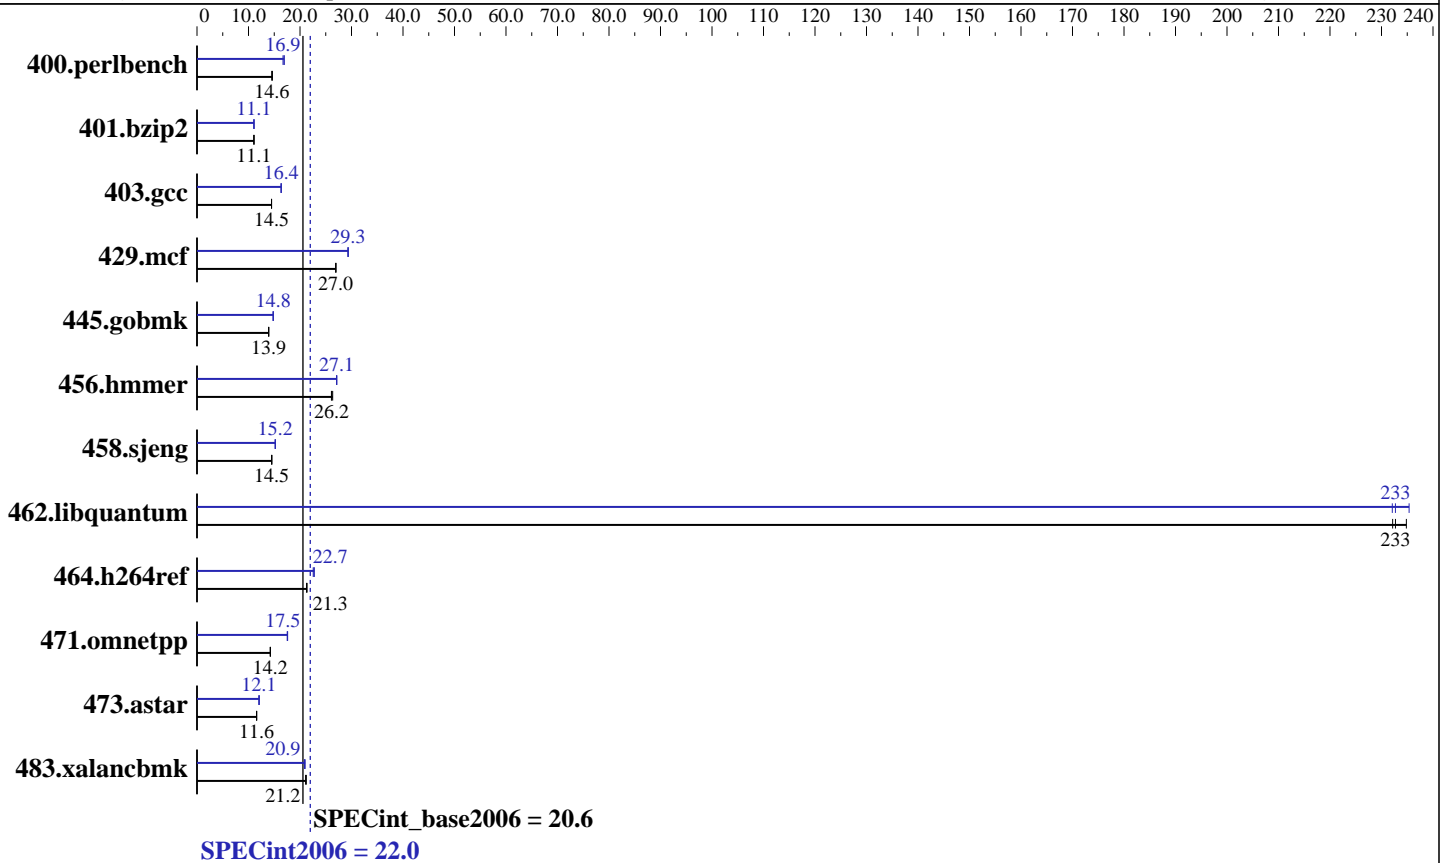 0 10.0 20.0 30.0 40.0 50.0 60.0 70.0 80.0 90.0 100 110 120 130 140 150 160 170 180 190 200 210 220 230 240
16.9
400.perlbench
14.6
11.1
401.bzip2
11.1
16.4
403.gcc
14.5
29.3
429.mcf
27.0
14.8
445.gobmk
13.9
27.1
456.hmmer
26.2
15.2
458.sjeng
14.5
233
462.libquantum
233
22.7
464.h264ref
21.3
17.5
471.omnetpp
14.2
12.1
473.astar
11.6
20.9
483.xalancbmk
21.2
SPECint_base2006 = 20.6
SPECint2006 = 22.0